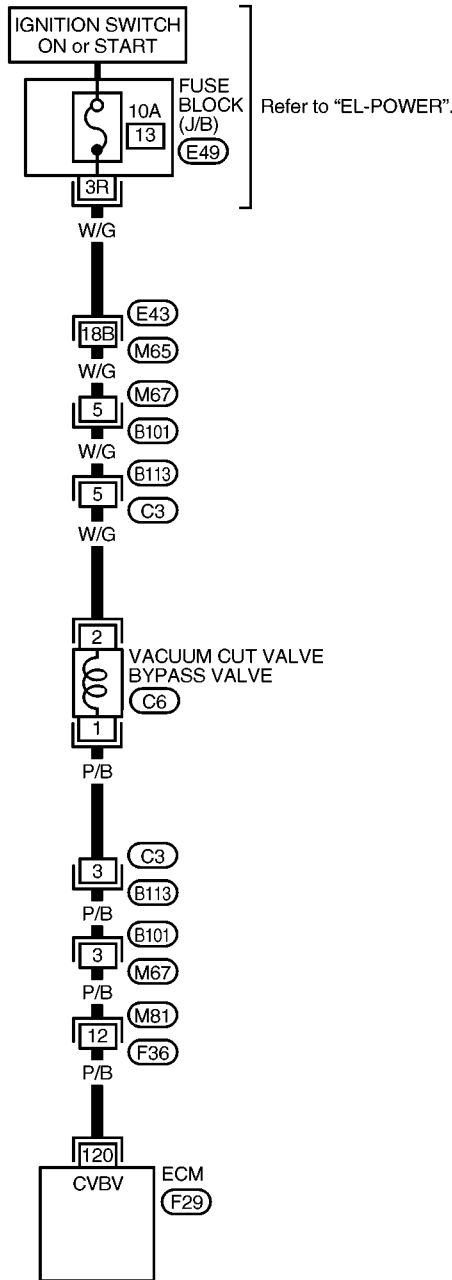 IGNITION SWITCH
ON or START
FUSE
BLOCK
(J/B)
10A
13
E49
Refer to "EL-POWER".
3R
W/G
E43
18B
M65
W/G
M67
5
B101
W/G
B113
5
C3
W/G
2
VACUUM CUT VALVE
BYPASS VALVE
C6
1
P/B
C3
3
B113
P/B
B101
3
M67
P/B
M81
12
F36
P/B
120
CVBV
ECM
F29